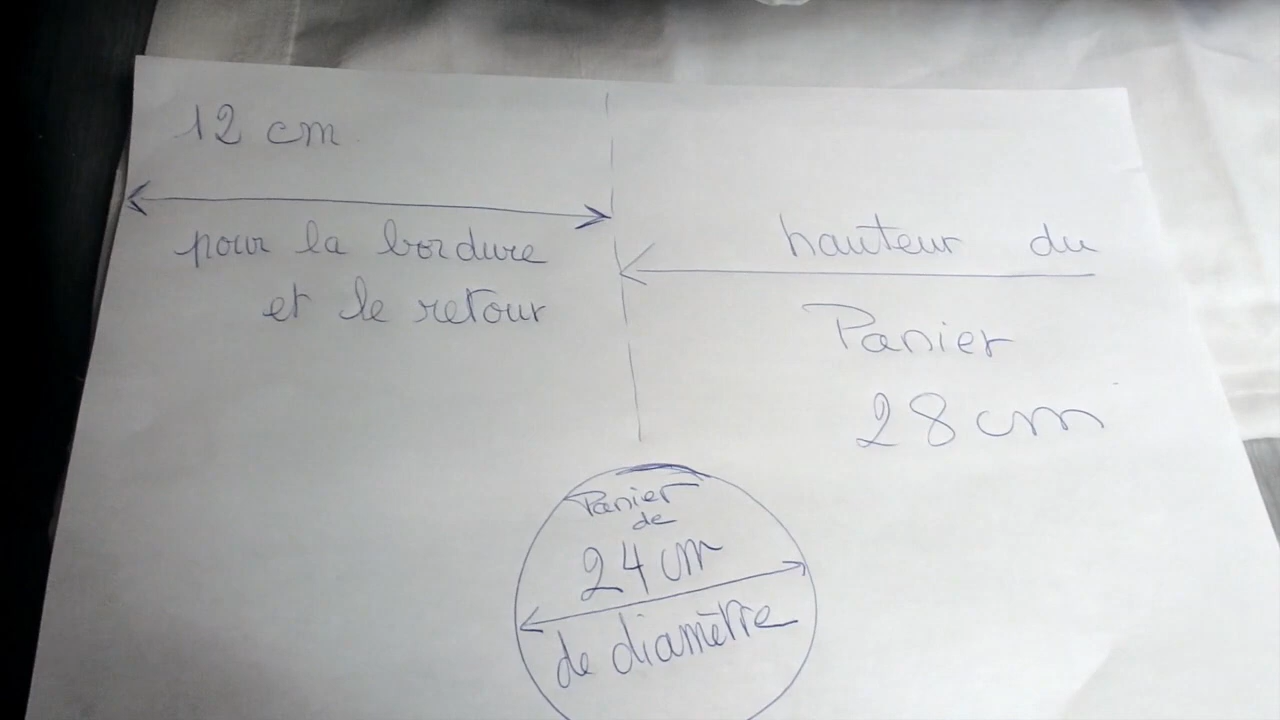 12 cm
pour la bordure
et le retour
hauteur du
Panier
28 cm
Panier
de
24 cm
de diamètre